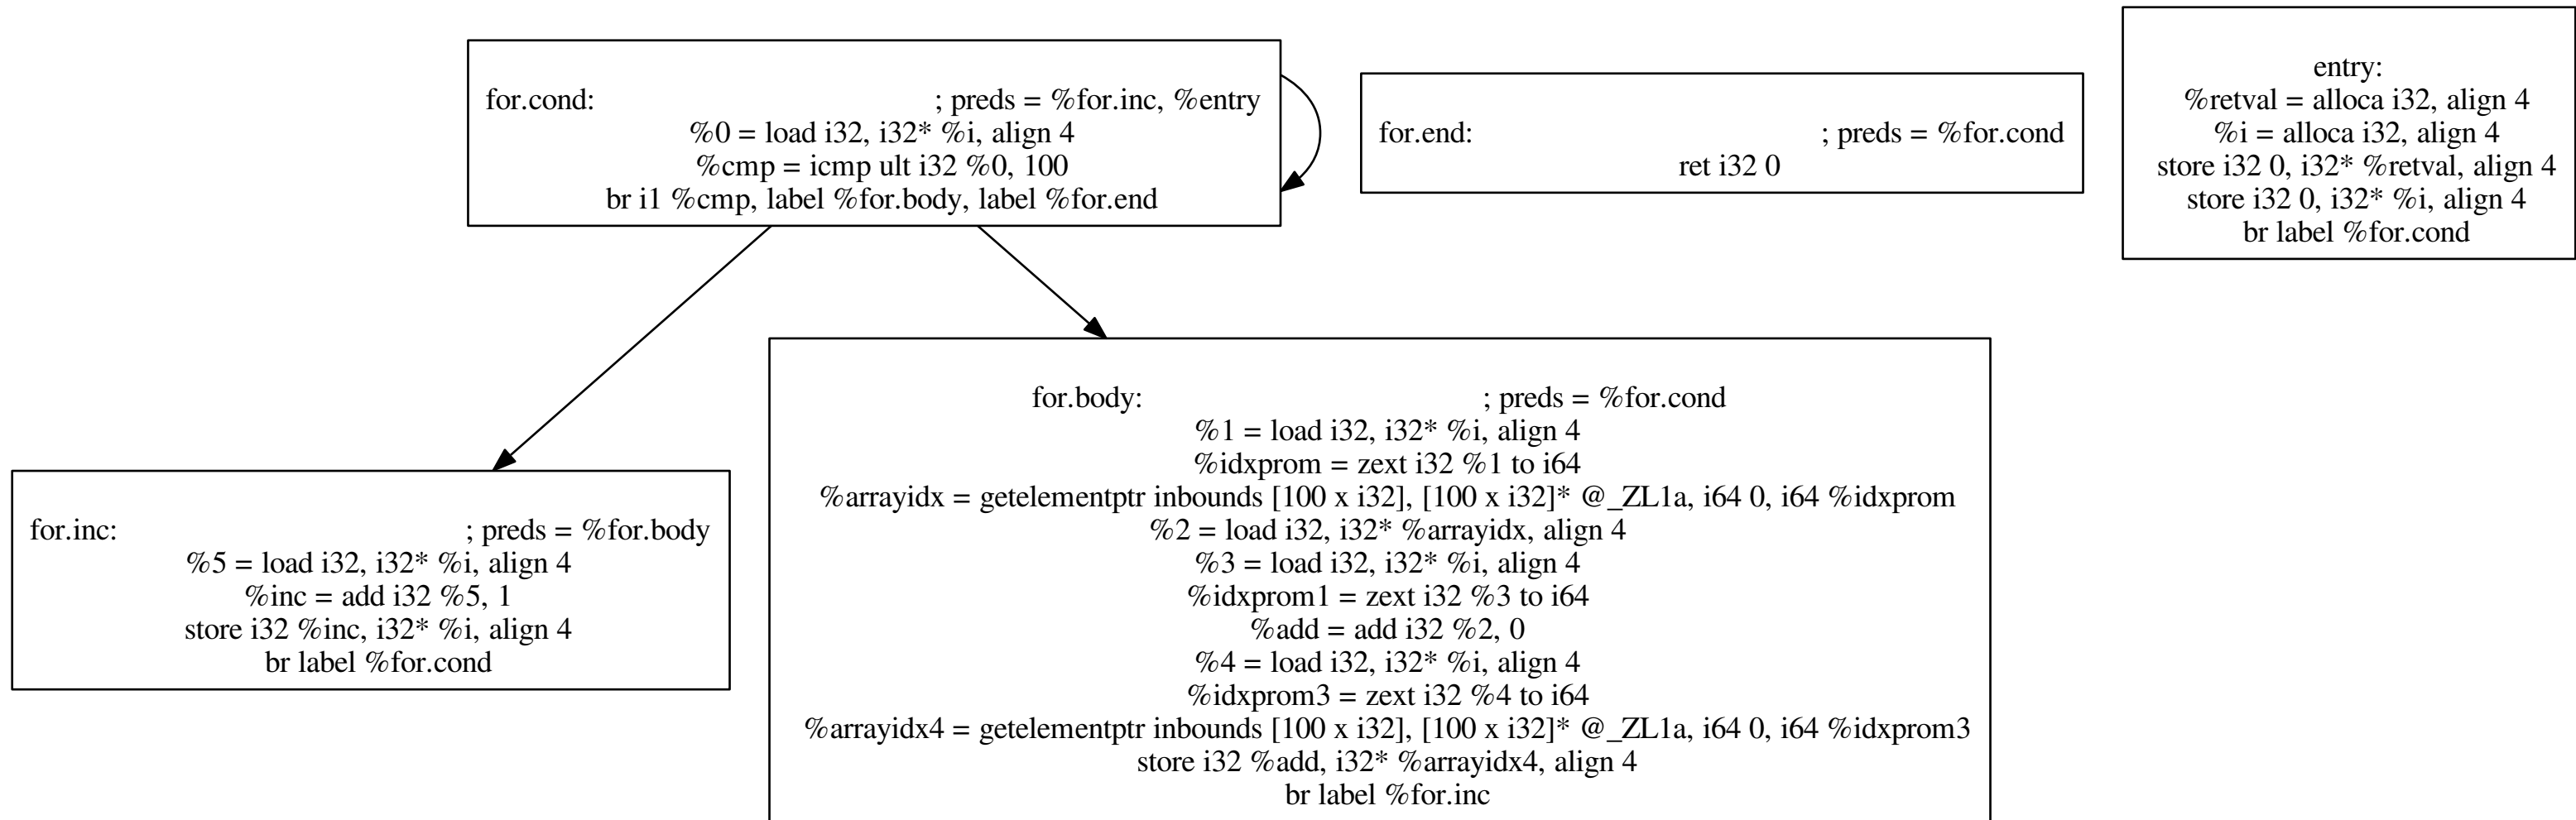 for.cond: ; preds = %for.inc, %entry
%0 = load i32, i32* %i, align 4
%cmp = icmp ult i32 %0, 100
br i1 %cmp, label %for.body, label %for.end
for.end: ; preds = %for.cond
ret i32 0
entry:
%retval = alloca i32, align 4
%i = alloca i32, align 4
store i32 0, i32* %retval, align 4
store i32 0, i32* %i, align 4
br label %for.cond
for.inc: ; preds = %for.body
%5 = load i32, i32* %i, align 4
%inc = add i32 %5, 1
store i32 %inc, i32* %i, align 4
br label %for.cond
for.body: ; preds = %for.cond
%1 = load i32, i32* %i, align 4
%idxprom = zext i32 %1 to i64
%arrayidx = getelementptr inbounds [100 x i32], [100 x i32]* @_ZL1a, i64 0, i64 %idxprom
%2 = load i32, i32* %arrayidx, align 4
%3 = load i32, i32* %i, align 4
%idxprom1 = zext i32 %3 to i64
%add = add i32 %2, 0
%4 = load i32, i32* %i, align 4
%idxprom3 = zext i32 %4 to i64
%arrayidx4 = getelementptr inbounds [100 x i32], [100 x i32]* @_ZL1a, i64 0, i64 %idxprom3
store i32 %add, i32* %arrayidx4, align 4
br label %for.inc